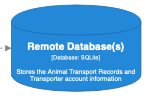 Remote Database(s)
[Database: SQLite]
Stores the Animal Transport Records and
Transporter account information